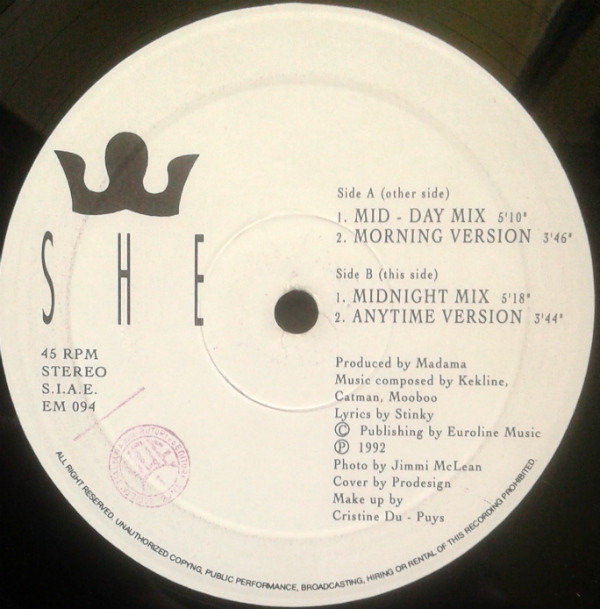 SHE
45 RPM
STEREO
S.I.A.E.
EM 094
Side A (other side)
1. MID - DAY MIX 5'10"
2. MORNING VERSION 3'46"
Side B (this side)
1. MIDNIGHT MIX 5'18"
2. ANYTIME VERSION 3'44"
Produced by Madama
Music composed by Kekline,
Catman, Mooboo
Lyrics by Stinky
© Publishing by Euroline Music
℗ 1992
Photo by Jimmi McLean
Cover by Prodesign
Make up by
Cristine Du - Puys
ALL RIGHT RESERVED. UNAUTHORIZED COPYNG, PUBLIC PERFORMANCE, BROADCASTING, HIRING OR RENTAL OF THIS RECORDING PROHIBITED.